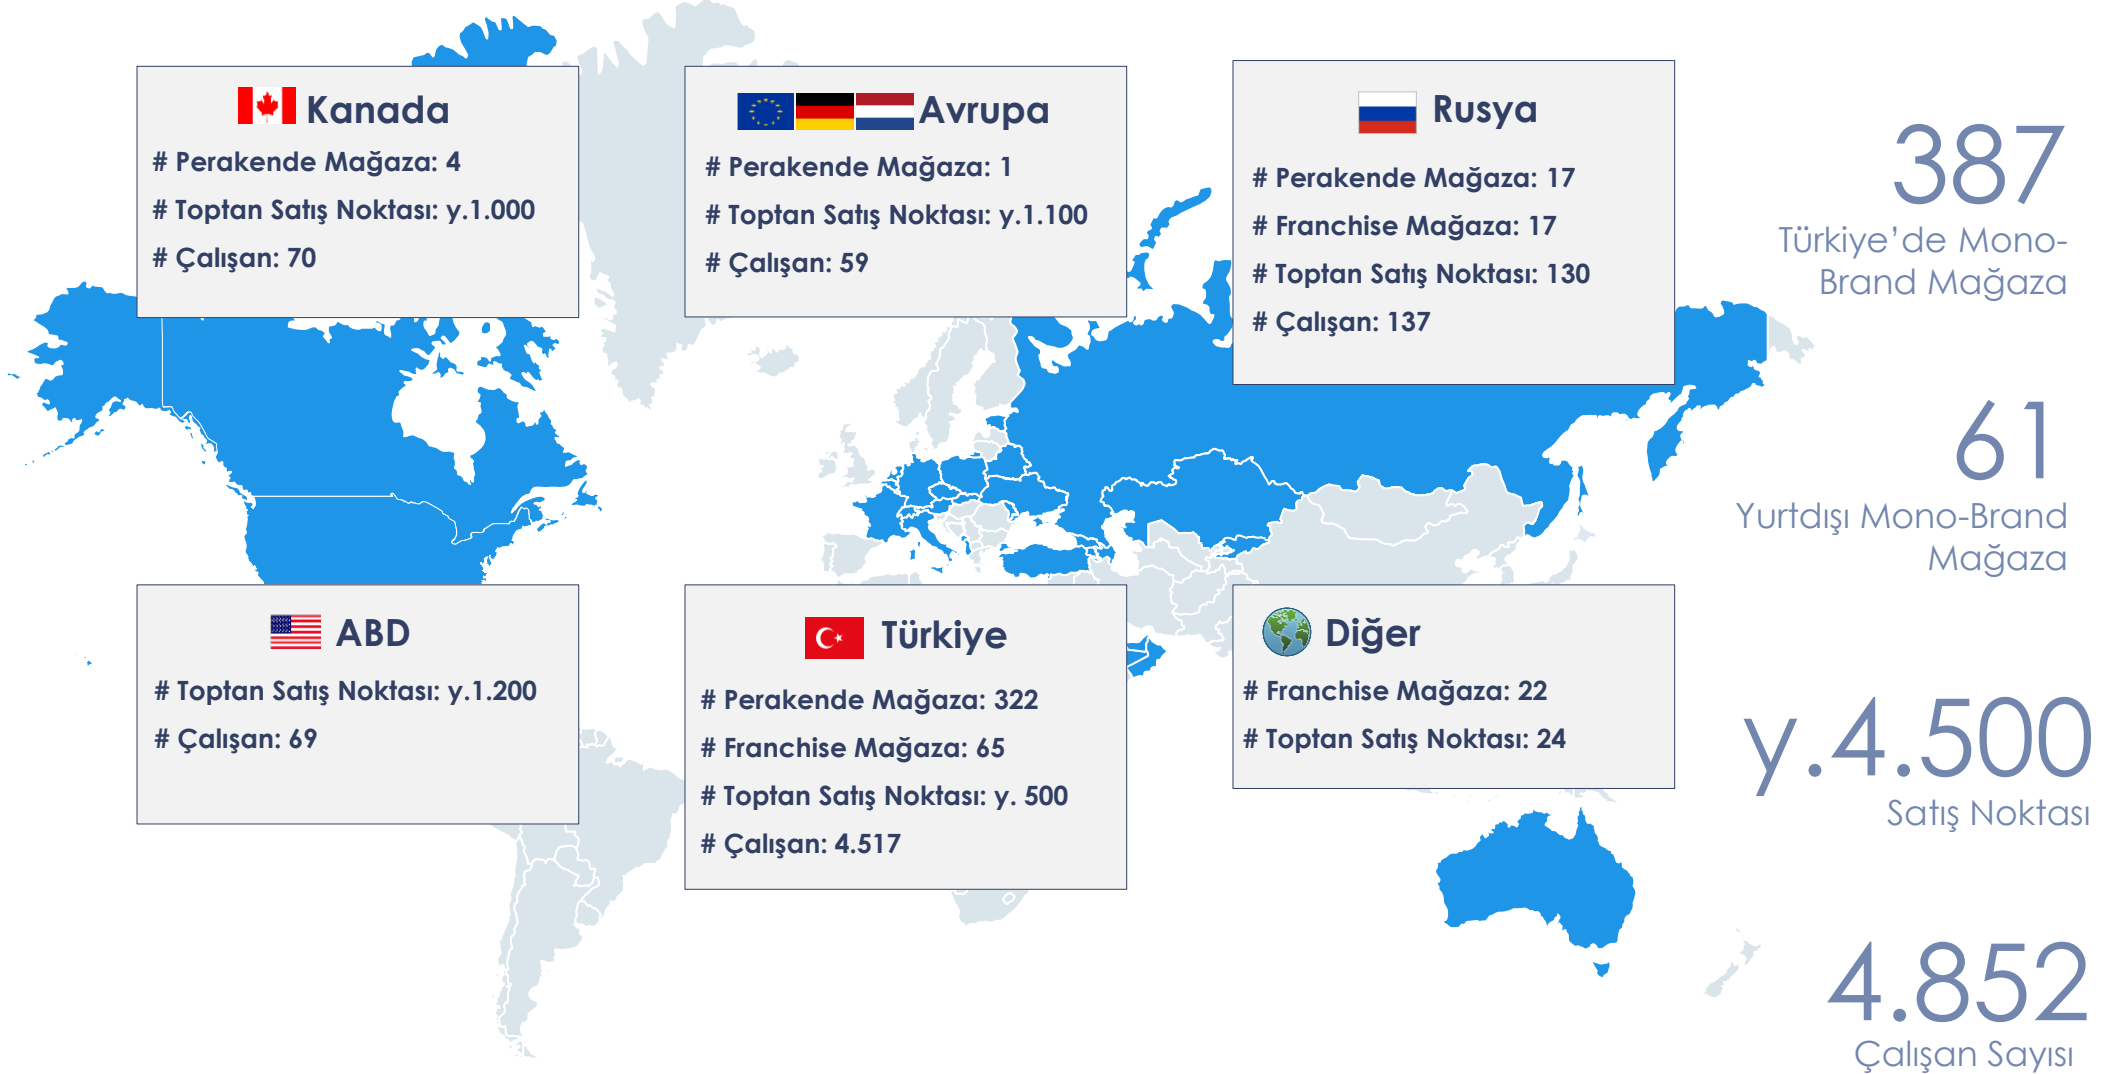 Kanada
# Perakende Mağaza: 4
# Toptan Satış Noktası: y.1.000
# Çalışan: 70
Avrupa
# Perakende Mağaza: 1
# Toptan Satış Noktası: y.1.100
# Çalışan: 59
Rusya
# Perakende Mağaza: 17
# Franchise Mağaza: 17
# Toptan Satış Noktası: 130
# Çalışan: 137
ABD
# Toptan Satış Noktası: y.1.200
# Çalışan: 69
Türkiye
# Perakende Mağaza: 322
# Franchise Mağaza: 65
# Toptan Satış Noktası: y. 500
# Çalışan: 4.517
Diğer
# Franchise Mağaza: 22
# Toptan Satış Noktası: 24
387
Türkiye’de Mono-
Brand Mağaza
61
Yurtdışı Mono-Brand
Mağaza
y.4.500
Satış Noktası
4.852
Çalışan Sayısı